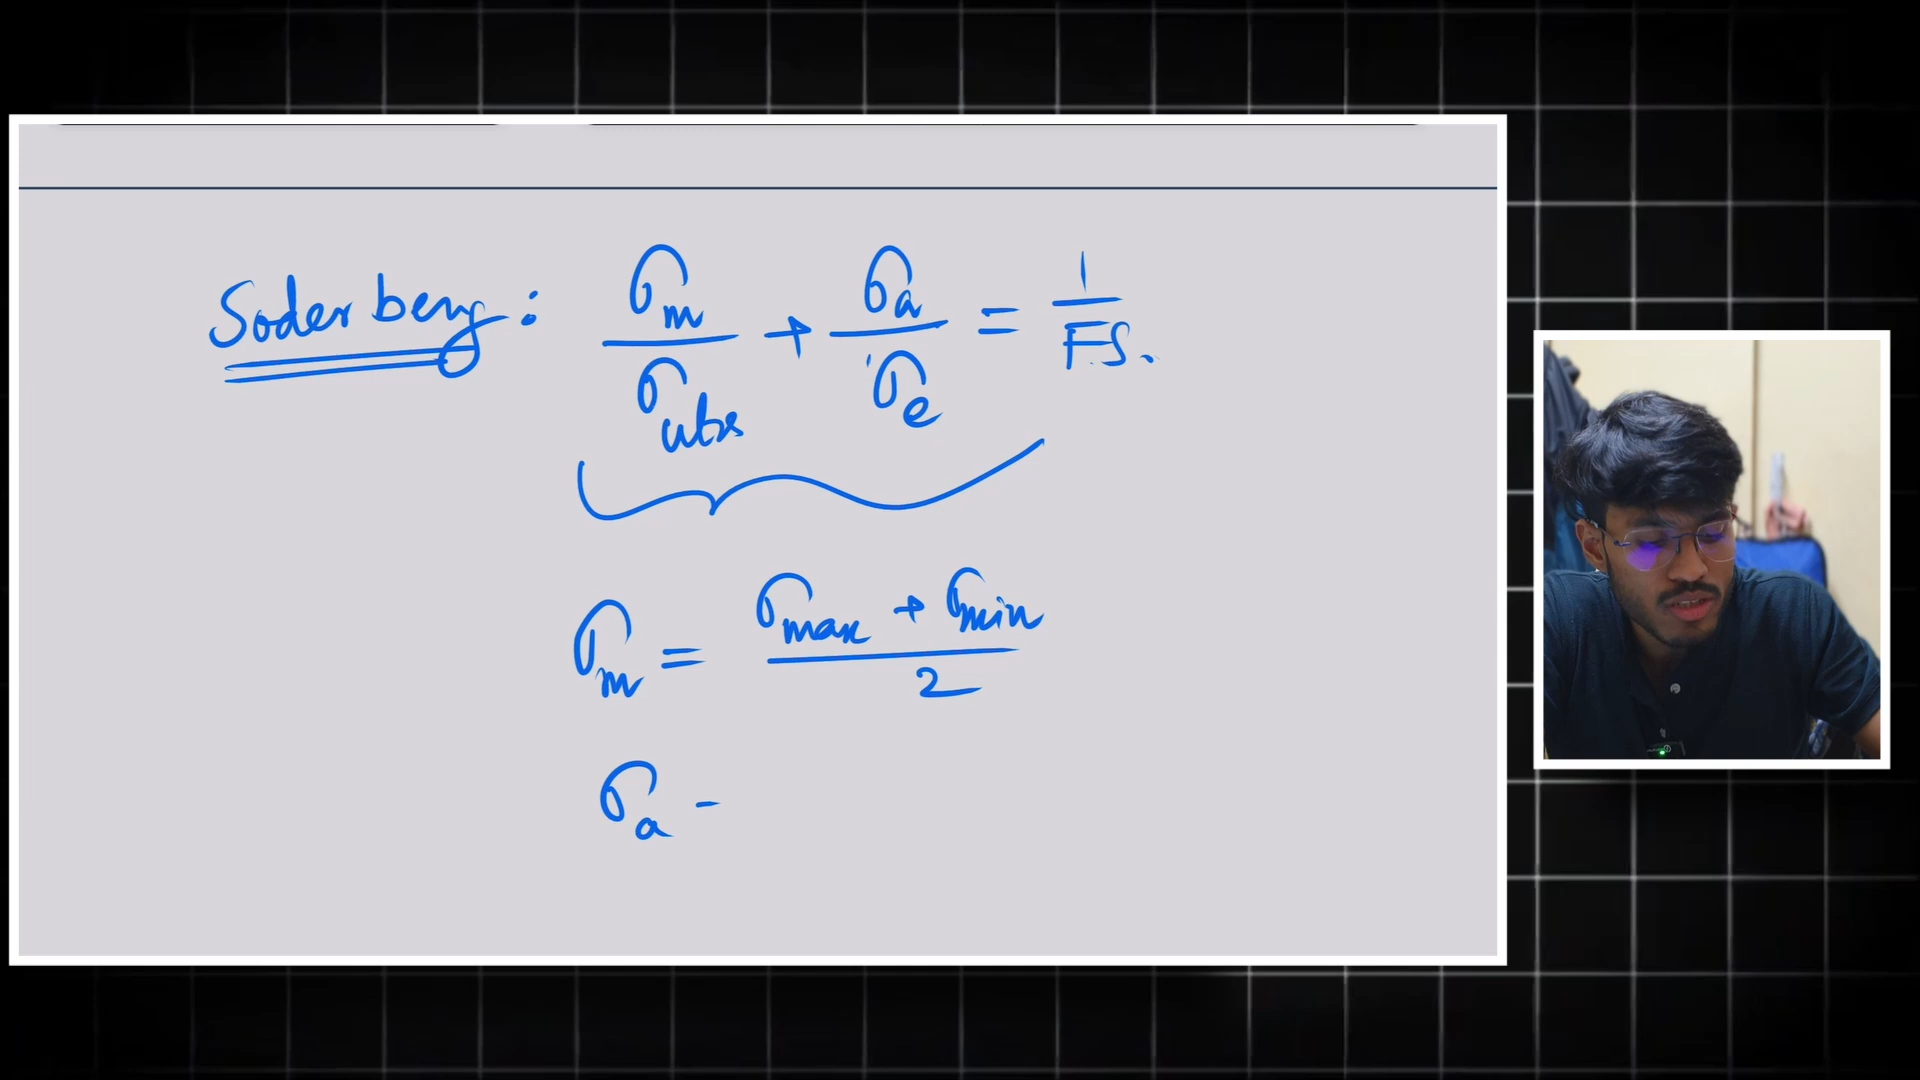 Soderberg: σm/σutx + σa/σe = 1/F.S.
σm = (σmax + σmin)/2
σa -